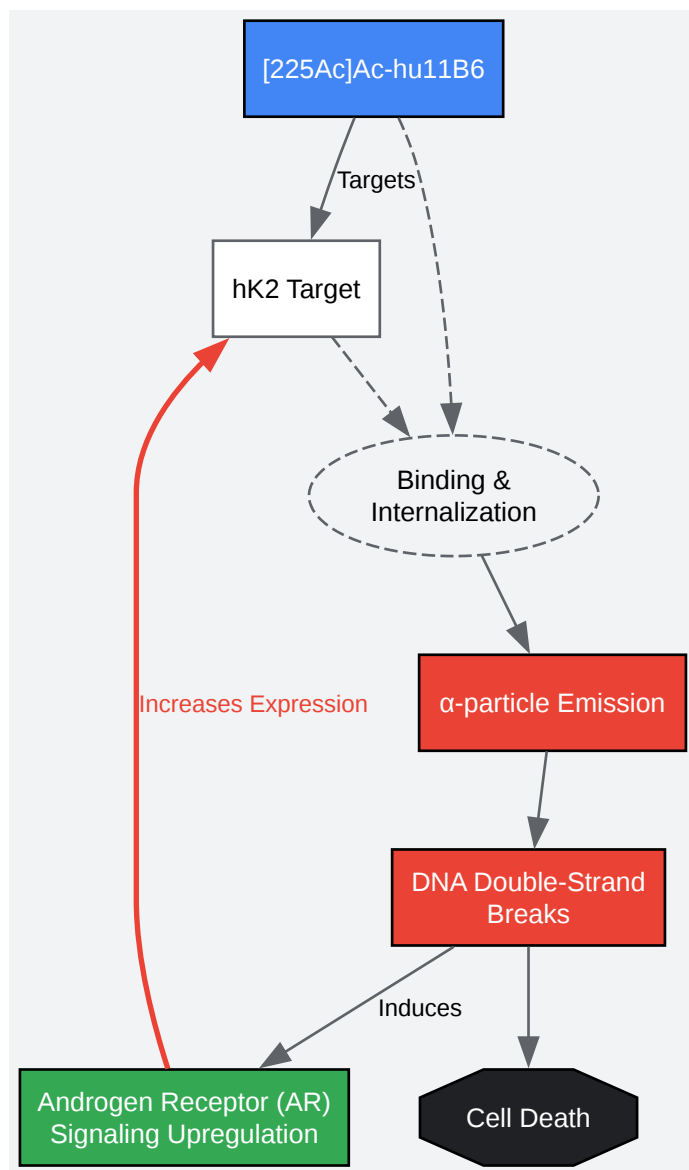 [225Ac]Ac-hu11B6
Targets
hK2 Target
Binding &
Internalization
Increases Expression
α-particle Emission
DNA Double-Strand
Breaks
Induces
Androgen Receptor (AR)
Signaling Upregulation
Cell Death